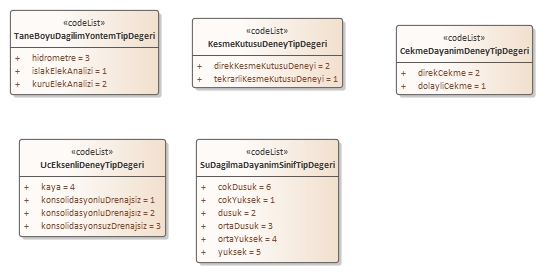 «codeList»
TaneBoyuDagilimYontemTipDegeri
+ hidrometre = 3
+ islakElekAnalizi = 1
+ kuruElekAnalizi = 2
«codeList»
KesmeKutusuDeneyTipDegeri
+ direkKesmeKutusuDeneyi = 2
+ tekrarliKesmeKutusuDeneyi = 1
«codeList»
CekmeDayanimDeneyTipDegeri
+ direkCekme = 2
+ dolayliCekme = 1
«codeList»
UcEksenliDeneyTipDegeri
+ kaya = 4
+ konsolidasyonluDrenajsiz = 1
+ konsolidasyonluDrenajsız = 2
+ konsolidasyonsuzDrenajsiz = 3
«codeList»
SuDagilmaDayanimSinifTipDegeri
+ cokDusuk = 6
+ cokYuksek = 1
+ dusuk = 2
+ ortaDusuk = 3
+ ortaYuksek = 4
+ yuksek = 5